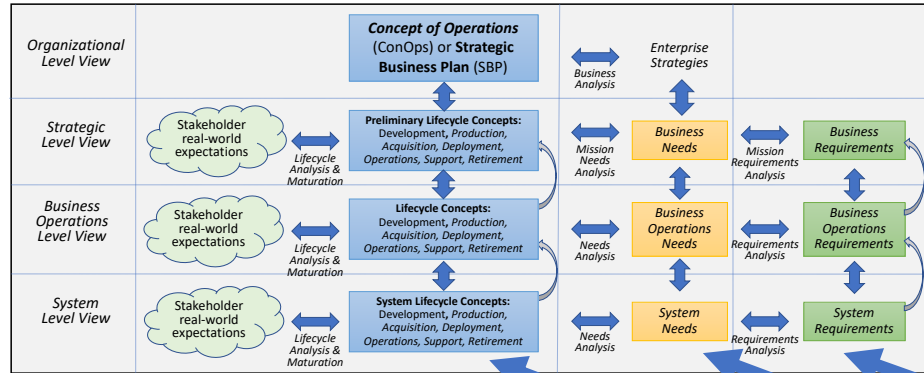 Organizational
Level View
Concept of Operations
(ConOps) or Strategic
Business Plan (SBP)
Business
Analysis
Enterprise
Strategies
Strategic
Level View
Stakeholder
real-world
expectations
Lifecycle
Analysis &
Maturation
Preliminary Lifecycle Concepts:
Development, Production,
Acquisition, Deployment,
Operations, Support, Retirement
Mission
Needs
Analysis
Business
Needs
Mission
Requirements
Analysis
Business
Requirements
Business
Operations
Level View
Stakeholder
real-world
expectations
Lifecycle
Analysis &
Maturation
Lifecycle Concepts:
Development, Production,
Acquisition, Deployment,
Operations, Support, Retirement
Needs
Analysis
Business
Operations
Needs
Requirements
Analysis
Business
Operations
Requirements
System
Level View
Stakeholder
real-world
expectations
Lifecycle
Analysis &
Maturation
System Lifecycle Concepts:
Development, Production,
Acquisition, Deployment,
Operations, Support, Retirement
Needs
Analysis
System
Needs
Requirements
Analysis
System
Requirements